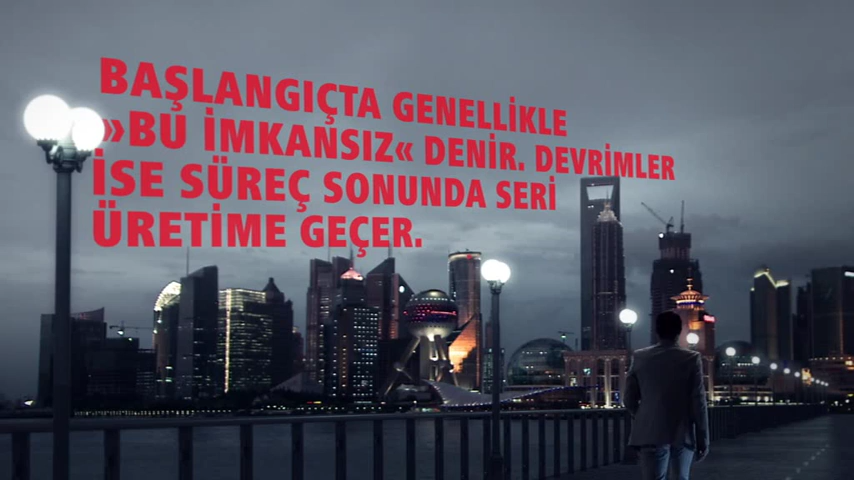 BAŞLANGIÇTA GENELLİKLE
»BU İMKANSIZ« DENİR. DEVRİMLER
İSE SÜREÇ SONUNDA SERİ
ÜRETİME GEÇER.